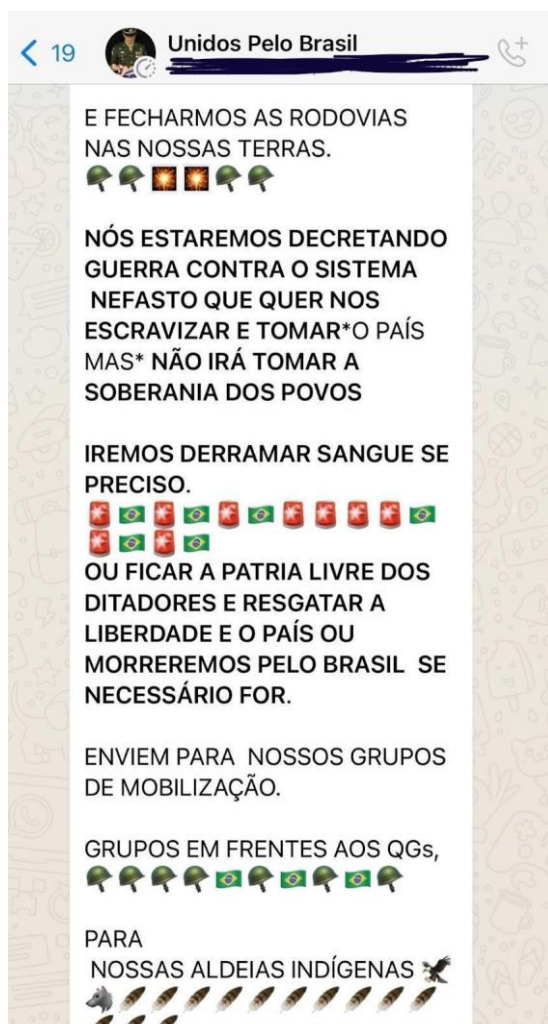 19
Unidos Pelo Brasil
E FECHARMOS AS RODOVIAS
NAS NOSSAS TERRAS.
🪖🪖💥💥🪖🪖
NÓS ESTAREMOS DECRETANDO
GUERRA CONTRA O SISTEMA
NEFASTO QUE QUER NOS
ESCRAVIZAR E TOMAR*O PAÍS
MAS* NÃO IRÁ TOMAR A
SOBERANIA DOS POVOS
IREMOS DERRAMAR SANGUE SE
PRECISO.
🚨🇧🇷🚨🇧🇷🚨🇧🇷🚨🚨🚨🚨🇧🇷
🚨🇧🇷🚨🇧🇷
OU FICAR A PATRIA LIVRE DOS
DITADORES E RESGATAR A
LIBERDADE E O PAÍS OU
MORREREMOS PELO BRASIL SE
NECESSÁRIO FOR.
ENVIEM PARA NOSSOS GRUPOS
DE MOBILIZAÇÃO.
GRUPOS EM FRENTES AOS QGs,
🪖🪖🪖🪖🇧🇷🪖🇧🇷🪖🇧🇷🪖
PARA
NOSSAS ALDEIAS INDÍGENAS 🦅
🐺🪶🪶🪶🪶🪶🪶🪶🪶🪶🪶
🪶🪶🪶